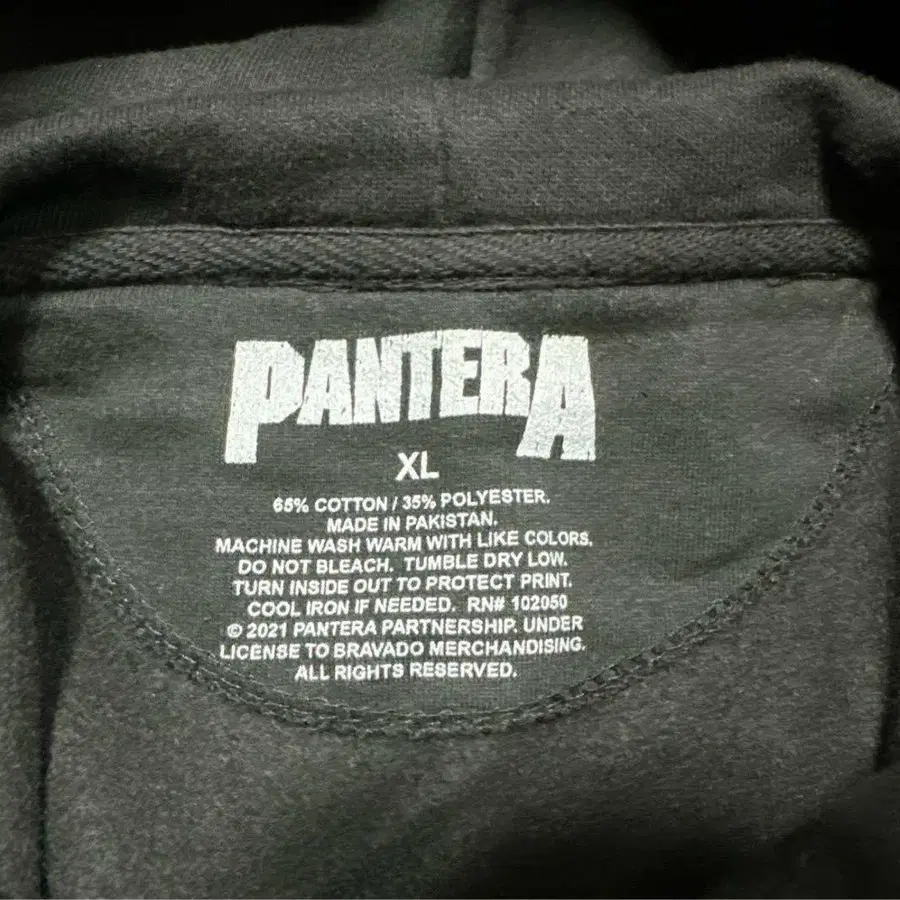 PANTERA
XL
65% COTTON / 35% POLYESTER.
MADE IN PAKISTAN.
MACHINE WASH WARM WITH LIKE COLORS.
DO NOT BLEACH. TUMBLE DRY LOW.
TURN INSIDE OUT TO PROTECT PRINT.
COOL IRON IF NEEDED. RN# 102050
© 2021 PANTERA PARTNERSHIP. UNDER
LICENSE TO BRAVADO MERCHANDISING.
ALL RIGHTS RESERVED.